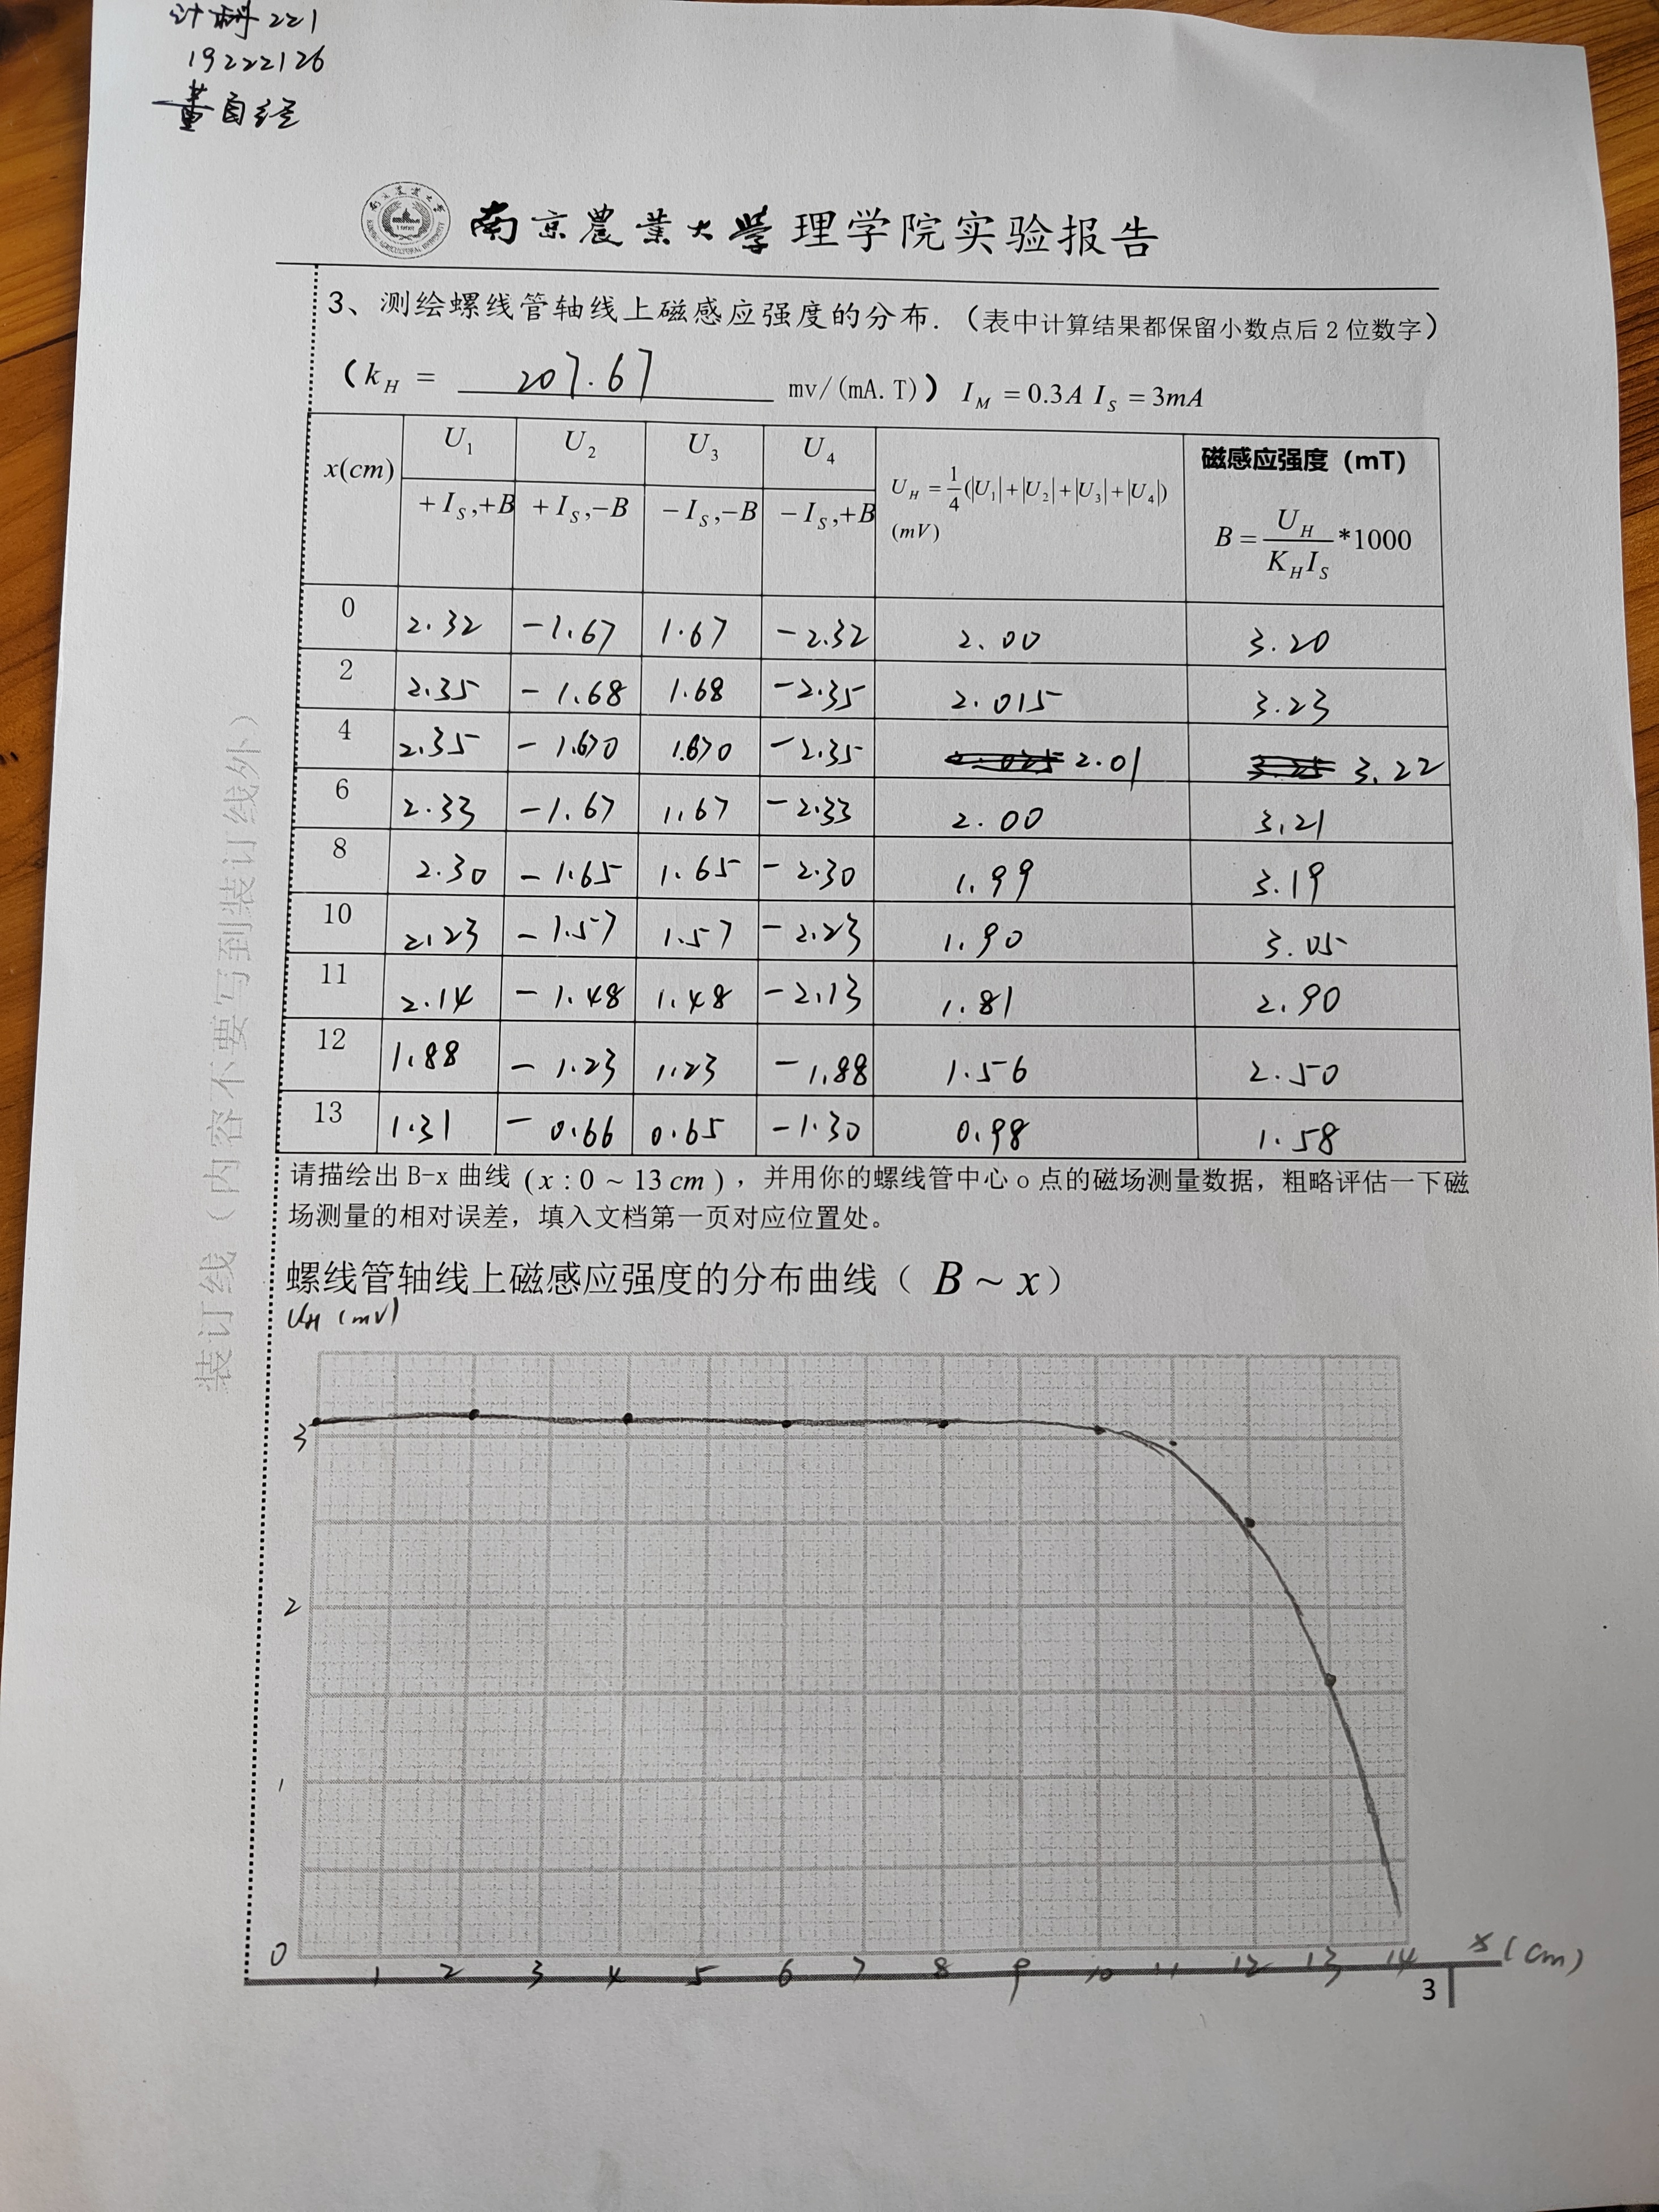 计科221
19222126
董自经
南京農業大學理学院实验报告
3、测绘螺线管轴线上磁感应强度的分布.（表中计算结果都保留小数点后2位数字）
(k_H = 207.67 mv/(mA.T)) I_M = 0.3A I_S = 3mA
x(cm) U_1 U_2 U_3 U_4 U_H = 1/4(|U_1|+|U_2|+|U_3|+|U_4|) (mV) 磁感应强度（mT）
+I_S,+B +I_S,−B −I_S,−B −I_S,+B B = U_H/(K_H I_S) *1000
0 2.32 -1.67 1.67 -2.32 2.00 3.20
2 2.35 -1.68 1.68 -2.35 2.015 3.23
4 2.35 -1.670 1.670 -2.35 2.01 3.22
6 2.33 -1.67 1.67 -2.33 2.00 3.21
8 2.30 -1.65 1.65 -2.30 1.99 3.19
10 2.23 -1.57 1.57 -2.23 1.90 3.05
11 2.14 -1.48 1.48 -2.13 1.81 2.90
12 1.88 -1.23 1.23 -1.88 1.56 2.50
13 1.31 -0.66 0.65 -1.30 0.98 1.58
请描绘出 B-x 曲线 (x:0 ~ 13cm)，并用你的螺线管中心 o 点的磁场测量数据，粗略评估一下磁
场测量的相对误差，填入文档第一页对应位置处。
螺线管轴线上磁感应强度的分布曲线（ B ~ x）
U_H (mV)
3
2
1
0
1 2 3 4 5 6 7 8 9 10 11 12 13 14 x (cm)
3
装订线（内容不要写到装订线外）